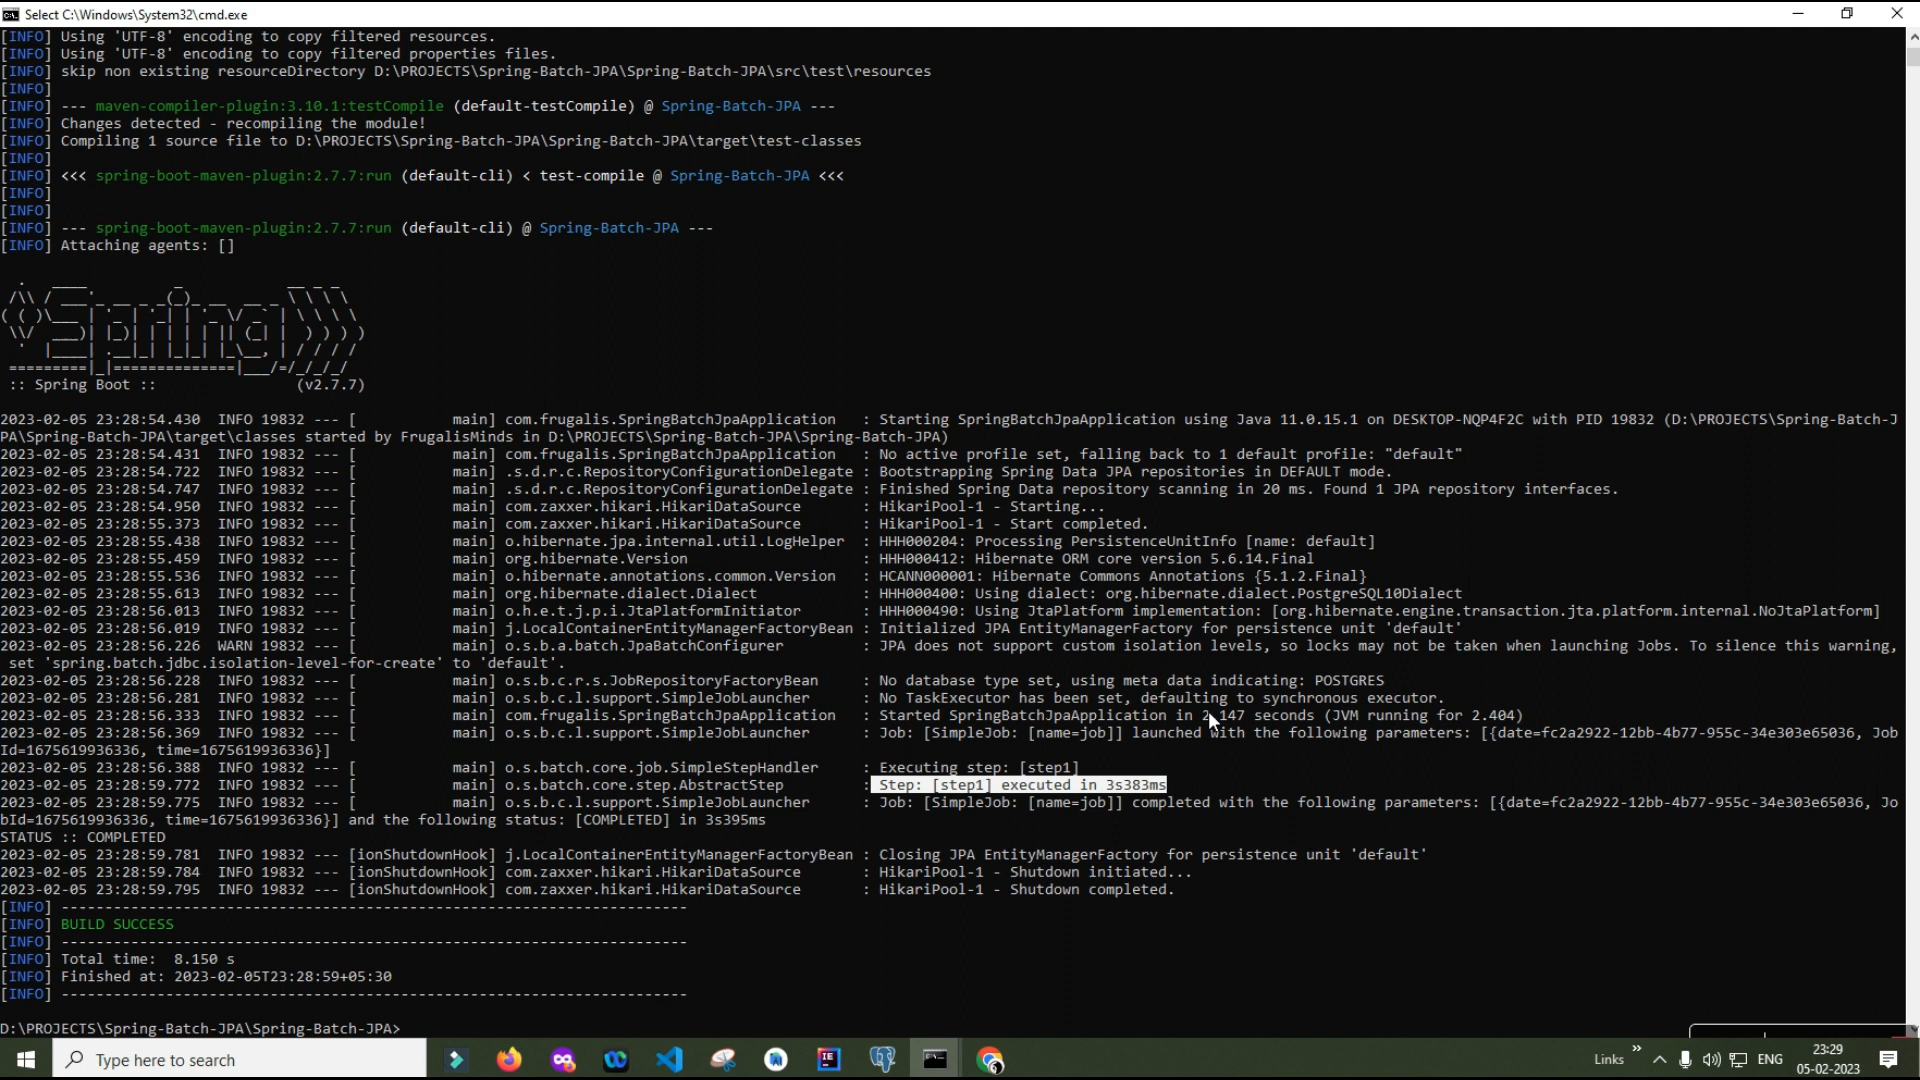 Select C:\Windows\System32\cmd.exe
[INFO] Using 'UTF-8' encoding to copy filtered resources.
[INFO] Using 'UTF-8' encoding to copy filtered properties files.
[INFO] skip non existing resourceDirectory D:\PROJECTS\Spring-Batch-JPA\Spring-Batch-JPA\src\test\resources
[INFO]
[INFO] --- maven-compiler-plugin:3.10.1:testCompile (default-testCompile) @ Spring-Batch-JPA ---
[INFO] Changes detected - recompiling the module!
[INFO] Compiling 1 source file to D:\PROJECTS\Spring-Batch-JPA\Spring-Batch-JPA\target\test-classes
[INFO]
[INFO] <<< spring-boot-maven-plugin:2.7.7:run (default-cli) < test-compile @ Spring-Batch-JPA <<<
[INFO]
[INFO]
[INFO] --- spring-boot-maven-plugin:2.7.7:run (default-cli) @ Spring-Batch-JPA ---
[INFO] Attaching agents: []
Spring
:: Spring Boot :: (v2.7.7)
2023-02-05 23:28:54.430 INFO 19832 --- [ main] com.frugalis.SpringBatchJpaApplication : Starting SpringBatchJpaApplication using Java 11.0.15.1 on DESKTOP-NQP4F2C with PID 19832 (D:\PROJECTS\Spring-Batch-J
PA\Spring-Batch-JPA\target\classes started by FrugalisMinds in D:\PROJECTS\Spring-Batch-JPA\Spring-Batch-JPA)
2023-02-05 23:28:54.431 INFO 19832 --- [ main] com.frugalis.SpringBatchJpaApplication : No active profile set, falling back to 1 default profile: "default"
2023-02-05 23:28:54.722 INFO 19832 --- [ main] .s.d.r.c.RepositoryConfigurationDelegate : Bootstrapping Spring Data JPA repositories in DEFAULT mode.
2023-02-05 23:28:54.747 INFO 19832 --- [ main] .s.d.r.c.RepositoryConfigurationDelegate : Finished Spring Data repository scanning in 20 ms. Found 1 JPA repository interfaces.
2023-02-05 23:28:54.950 INFO 19832 --- [ main] com.zaxxer.hikari.HikariDataSource : HikariPool-1 - Starting...
2023-02-05 23:28:55.373 INFO 19832 --- [ main] com.zaxxer.hikari.HikariDataSource : HikariPool-1 - Start completed.
2023-02-05 23:28:55.438 INFO 19832 --- [ main] o.hibernate.jpa.internal.util.LogHelper : HHH000204: Processing PersistenceUnitInfo [name: default]
2023-02-05 23:28:55.459 INFO 19832 --- [ main] org.hibernate.Version : HHH000412: Hibernate ORM core version 5.6.14.Final
2023-02-05 23:28:55.536 INFO 19832 --- [ main] o.hibernate.annotations.common.Version : HCANN000001: Hibernate Commons Annotations {5.1.2.Final}
2023-02-05 23:28:55.613 INFO 19832 --- [ main] org.hibernate.dialect.Dialect : HHH000400: Using dialect: org.hibernate.dialect.PostgreSQL10Dialect
2023-02-05 23:28:56.013 INFO 19832 --- [ main] o.h.e.t.j.p.i.JtaPlatformInitiator : HHH000490: Using JtaPlatform implementation: [org.hibernate.engine.transaction.jta.platform.internal.NoJtaPlatform]
2023-02-05 23:28:56.019 INFO 19832 --- [ main] j.LocalContainerEntityManagerFactoryBean : Initialized JPA EntityManagerFactory for persistence unit 'default'
2023-02-05 23:28:56.226 WARN 19832 --- [ main] o.s.b.a.batch.JpaBatchConfigurer : JPA does not support custom isolation levels, so locks may not be taken when launching Jobs. To silence this warning,
set 'spring.batch.jdbc.isolation-level-for-create' to 'default'.
2023-02-05 23:28:56.228 INFO 19832 --- [ main] o.s.b.c.r.s.JobRepositoryFactoryBean : No database type set, using meta data indicating: POSTGRES
2023-02-05 23:28:56.281 INFO 19832 --- [ main] o.s.b.c.l.support.SimpleJobLauncher : No TaskExecutor has been set, defaulting to synchronous executor.
2023-02-05 23:28:56.333 INFO 19832 --- [ main] com.frugalis.SpringBatchJpaApplication : Started SpringBatchJpaApplication in 2.147 seconds (JVM running for 2.404)
2023-02-05 23:28:56.369 INFO 19832 --- [ main] o.s.b.c.l.support.SimpleJobLauncher : Job: [SimpleJob: [name=job]] launched with the following parameters: [{date=fc2a2922-12bb-4b77-955c-34e303e65036, Job
Id=1675619936336, time=1675619936336}]
2023-02-05 23:28:56.388 INFO 19832 --- [ main] o.s.batch.core.job.SimpleStepHandler : Executing step: [step1]
2023-02-05 23:28:59.772 INFO 19832 --- [ main] o.s.batch.core.step.AbstractStep : Step: [step1] executed in 3s383ms
2023-02-05 23:28:59.775 INFO 19832 --- [ main] o.s.b.c.l.support.SimpleJobLauncher : Job: [SimpleJob: [name=job]] completed with the following parameters: [{date=fc2a2922-12bb-4b77-955c-34e303e65036, Jo
bId=1675619936336, time=1675619936336}] and the following status: [COMPLETED] in 3s395ms
STATUS :: COMPLETED
2023-02-05 23:28:59.781 INFO 19832 --- [ionShutdownHook] j.LocalContainerEntityManagerFactoryBean : Closing JPA EntityManagerFactory for persistence unit 'default'
2023-02-05 23:28:59.784 INFO 19832 --- [ionShutdownHook] com.zaxxer.hikari.HikariDataSource : HikariPool-1 - Shutdown initiated...
2023-02-05 23:28:59.795 INFO 19832 --- [ionShutdownHook] com.zaxxer.hikari.HikariDataSource : HikariPool-1 - Shutdown completed.
[INFO] ------------------------------------------------------------------------
[INFO] BUILD SUCCESS
[INFO] ------------------------------------------------------------------------
[INFO] Total time: 8.150 s
[INFO] Finished at: 2023-02-05T23:28:59+05:30
[INFO] ------------------------------------------------------------------------
D:\PROJECTS\Spring-Batch-JPA\Spring-Batch-JPA>
Type here to search
Links
ENG
23:29
05-02-2023